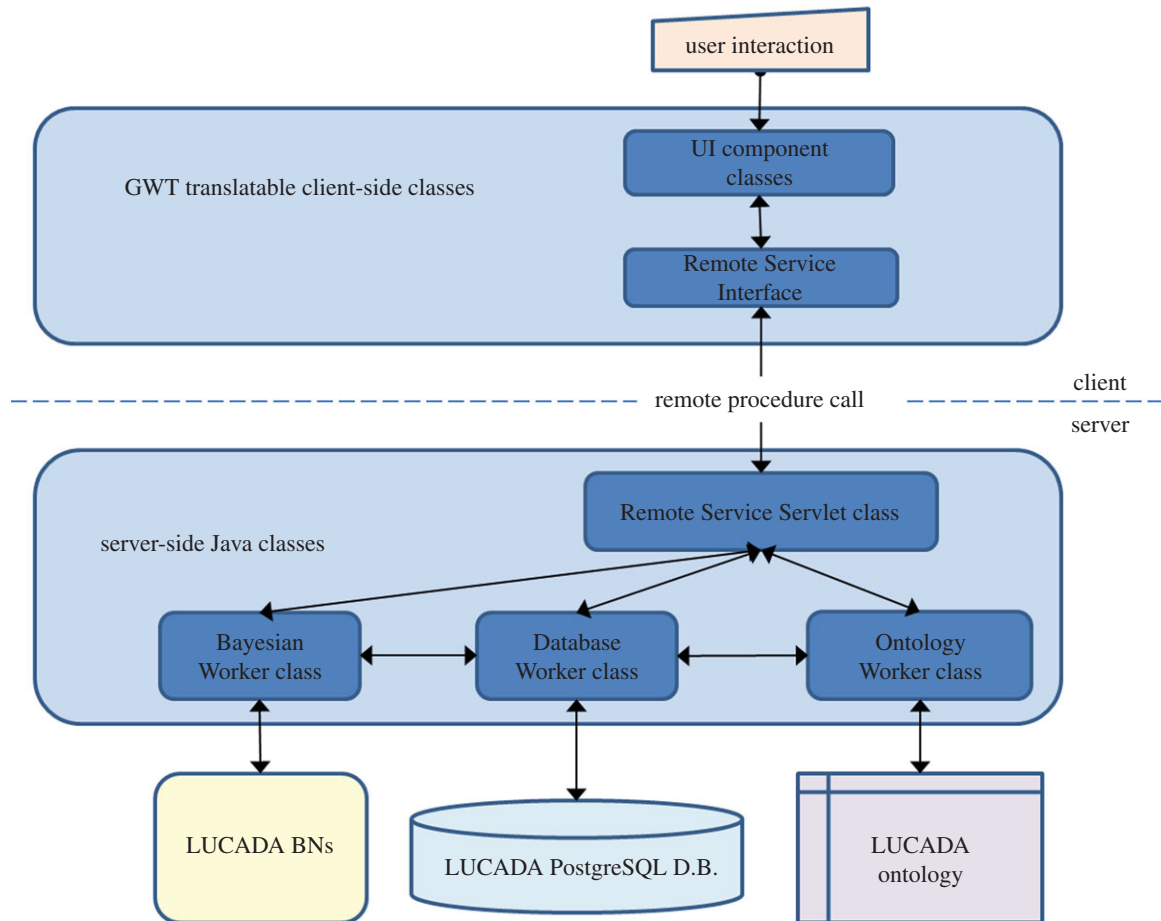 user interaction
UI component
classes
GWT translatable client-side classes
Remote Service
Interface
client
remote procedure call
server
Remote Service Servlet class
server-side Java classes
Bayesian
Worker class
Database
Worker class
Ontology
Worker class
LUCADA BNs
LUCADA PostgreSQL D.B.
LUCADA
ontology